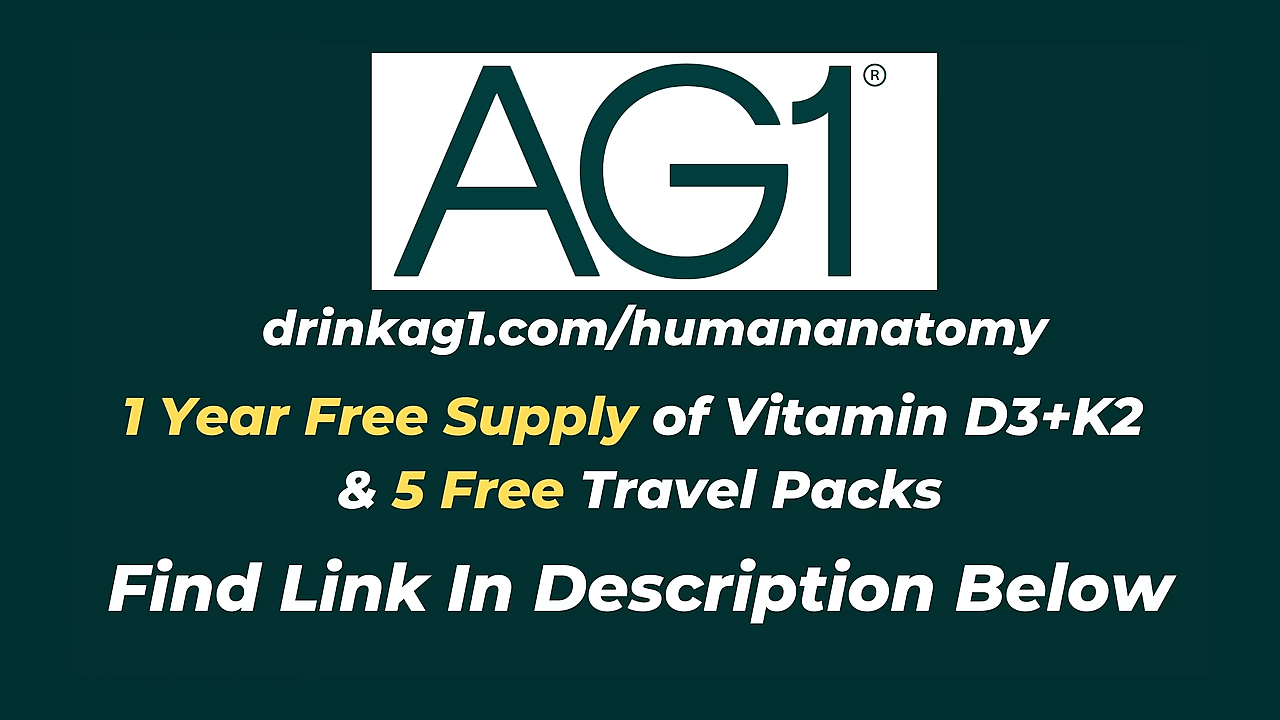 AG1®
drinkag1.com/humananatomy
1 Year Free Supply of Vitamin D3+K2
& 5 Free Travel Packs
Find Link In Description Below